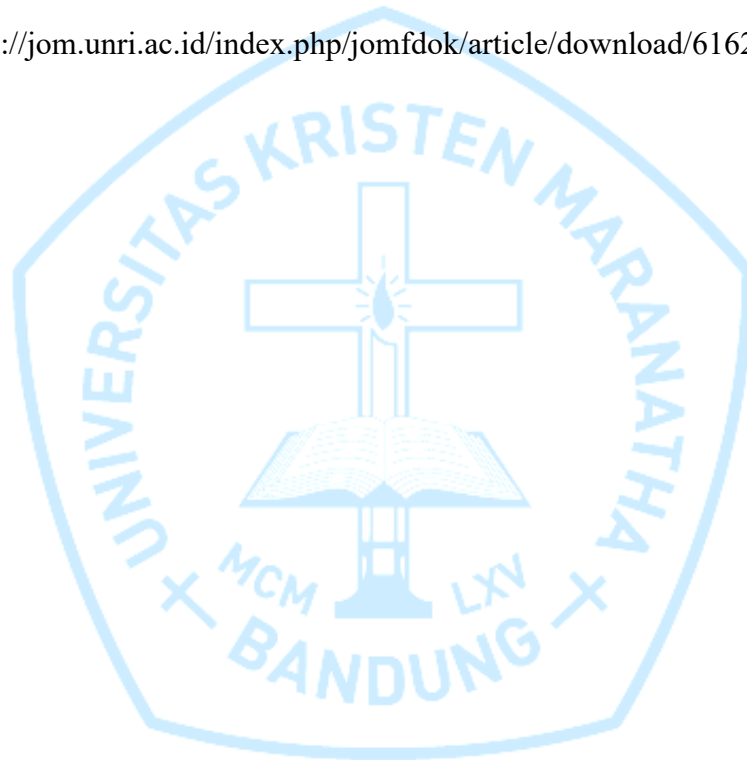 ://jom.unri.ac.id/index.php/jomfdok/article/download/6162
UNIVERSITAS KRISTEN MARANATHA
MCM LXV
BANDUNG